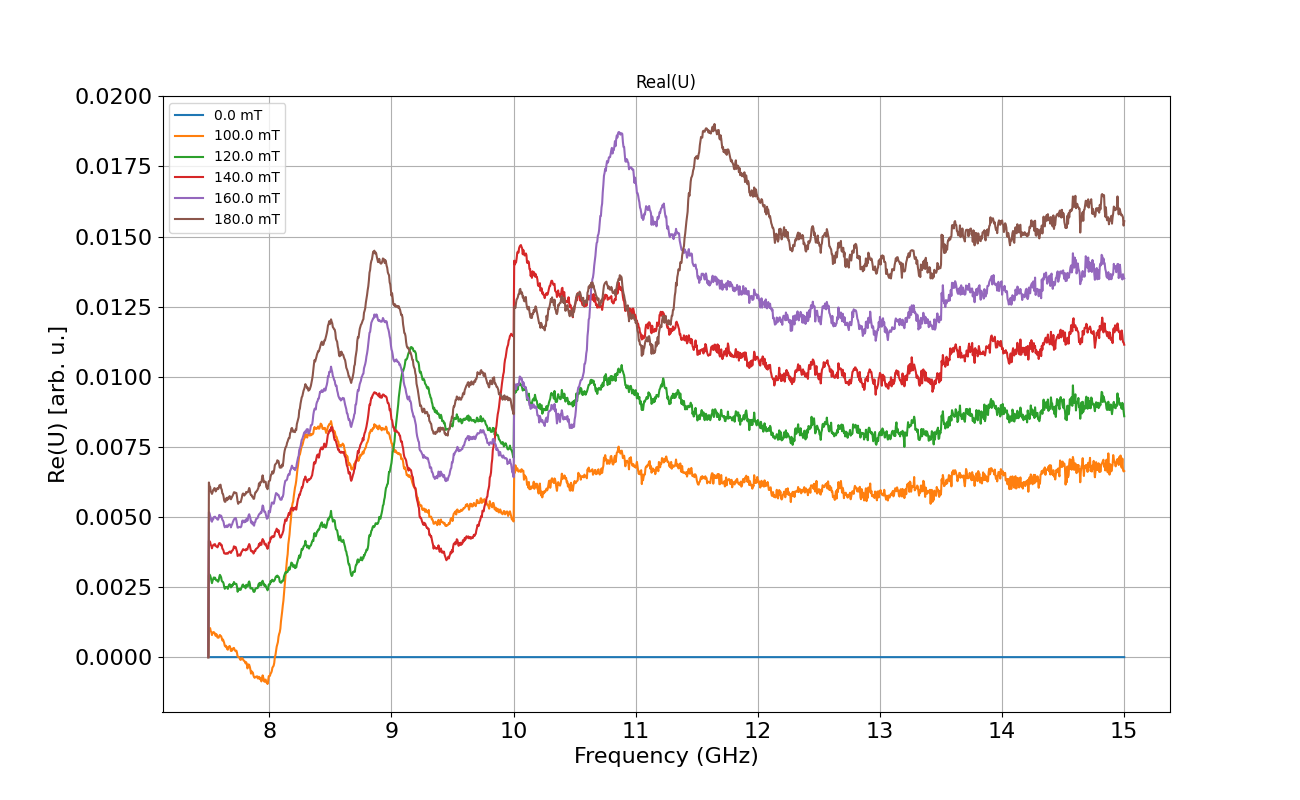 Real(U)
0.0 mT
100.0 mT
120.0 mT
140.0 mT
160.0 mT
180.0 mT
Re(U) [arb. u.]
0.0200
0.0175
0.0150
0.0125
0.0100
0.0075
0.0050
0.0025
0.0000
8 9 10 11 12 13 14 15
Frequency (GHz)